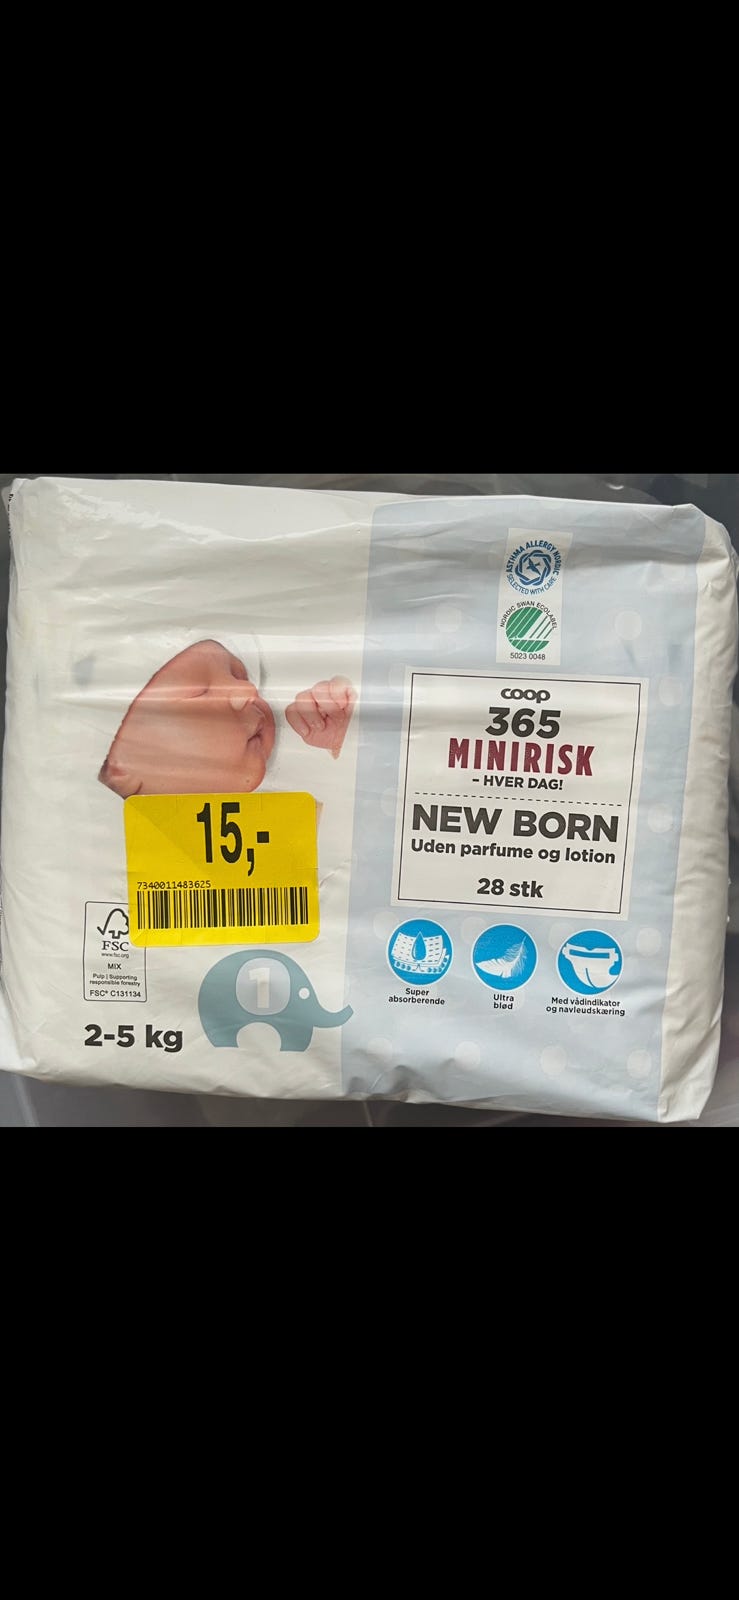 ASTHMA ALLERGY NORDIC
SELECTED WITH CARE
NORDIC SWAN ECOLABEL
5023 0048
coop
365
MINIRISK
– HVER DAG!
NEW BORN
Uden parfume og lotion
28 stk
15,-
7340011483625
FSC
www.fsc.org
MIX
Pulp | Supporting
responsible forestry
FSC® C131134
1
2-5 kg
Super
absorberende
Ultra
blød
Med vådindikator
og navleudskæring